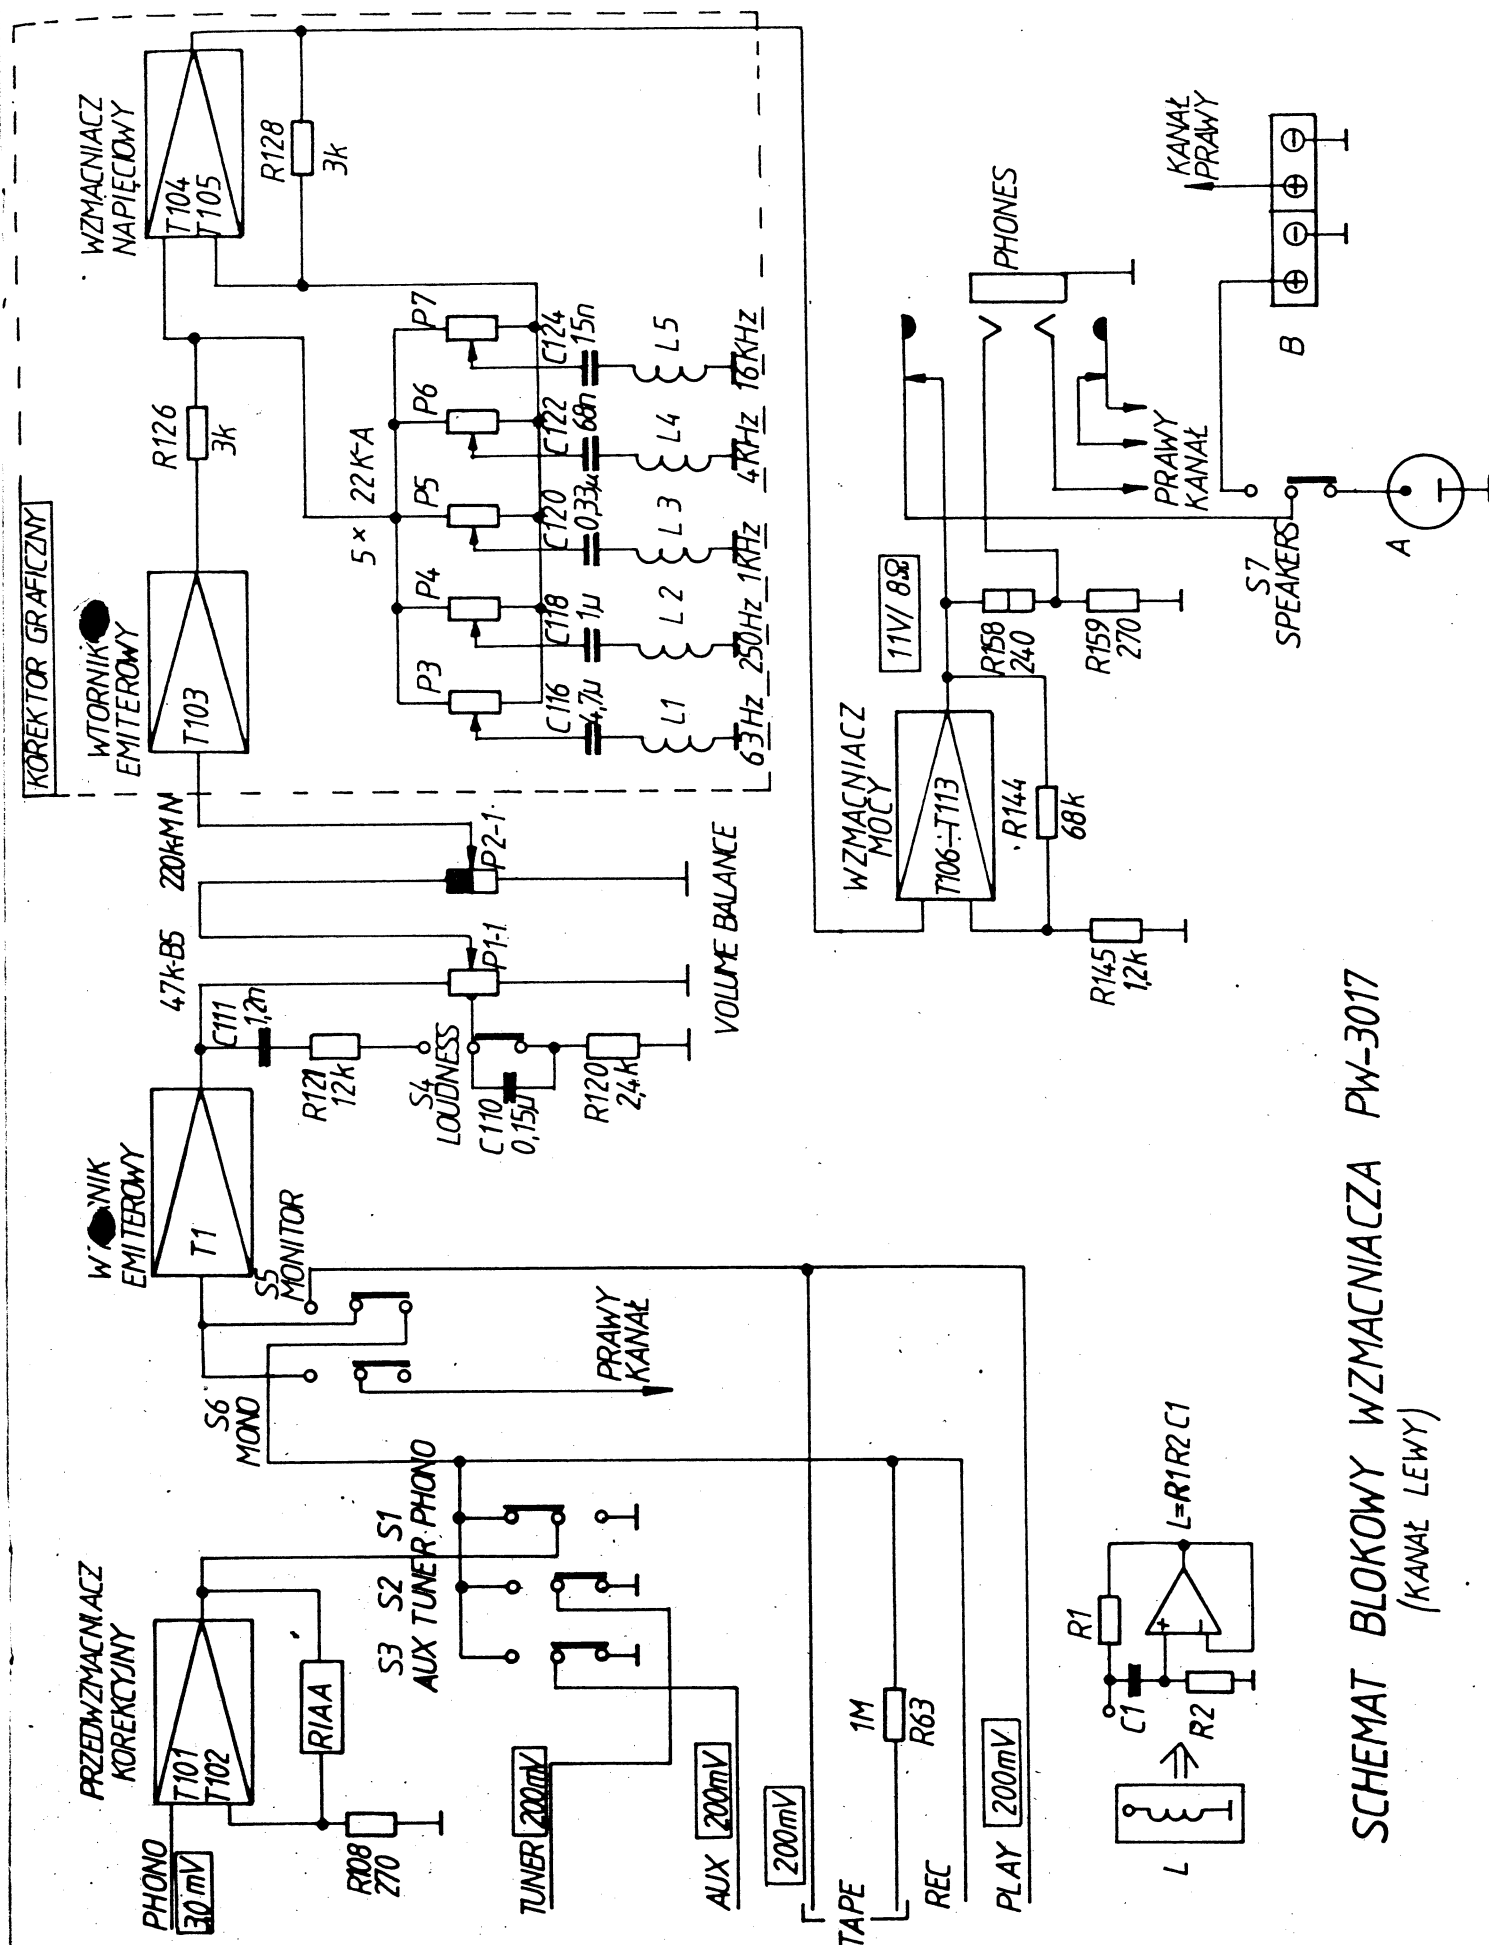 KOREKTOR GRAFICZNY
PRZEDWZMACNIACZ
KOREKCYJNY
T101
T102
PHONO
3,0mV
RIAA
R108
270
S3 S2 S1
AUX TUNER PHONO
TUNER 200mV
AUX 200mV
200mV
TAPE
1M
R63
REC
PLAY 200mV
S6
MONO
S5
MONITOR
PRAWY
KANAŁ
EMITEROWY
T1
C111
1,2n
R121
12k
S4
LOUDNESS
C110
0,15µ
R120
2,4k
47k-B5
220kMN
P1-1
P2-1
VOLUME BALANCE
WTORNIK
EMITEROWY
T103
R126
3k
WZMACNIACZ
NAPIĘCIOWY
T104
T105
R128
3k
5 × 22K-A
P3 P4 P5 P6 P7
C116 C118 C120 C122 C124
4,7µ 1µ 0,33µ 68n 15n
L1 L2 L3 L4 L5
63Hz 250Hz 1KHz 4KHz 16KHz
WZMACNIACZ
MOCY
T106÷T113
R144
68k
R145
1,2k
11V/8Ω
R158
240
R159
270
PHONES
PRAWY
KANAŁ
S7
SPEAKERS
A
B
KANAŁ
PRAWY
L
C1
R1
R2
+
−
L=R1R2C1
SCHEMAT BLOKOWY WZMACNIACZA PW-3017
(KANAŁ LEWY)